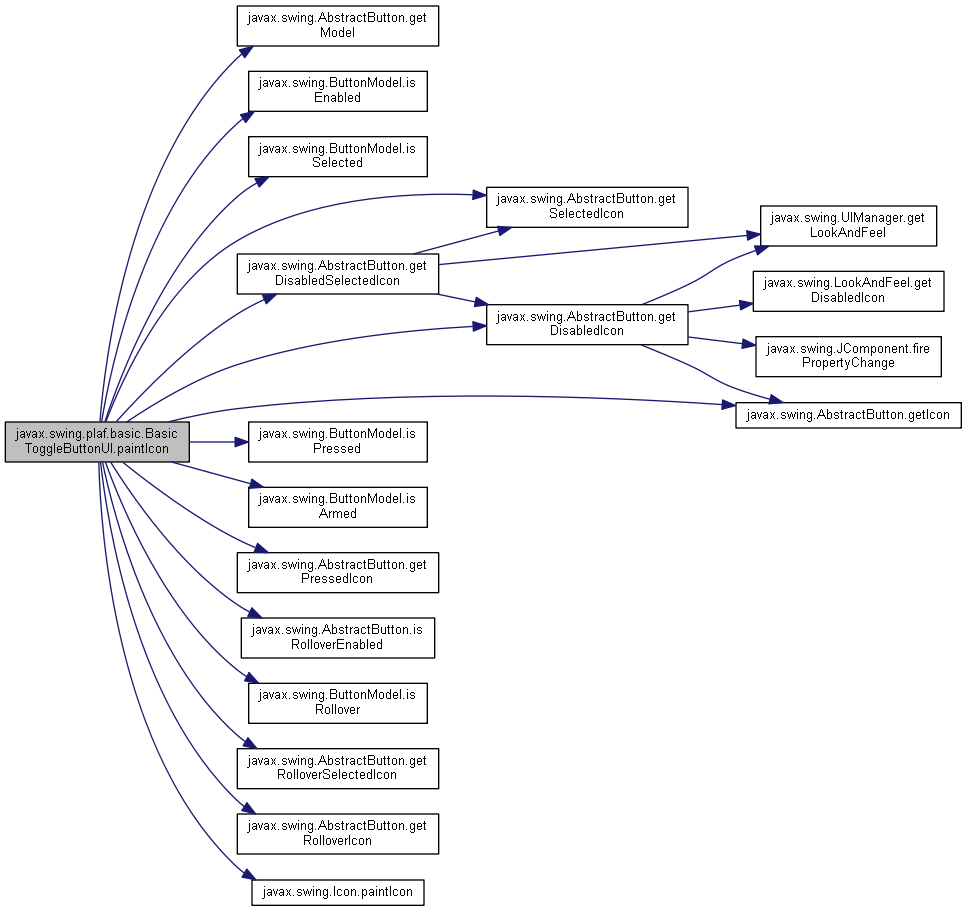 javax.swing.AbstractButton.get
Model
javax.swing.ButtonModel.is
Enabled
javax.swing.ButtonModel.is
Selected
javax.swing.AbstractButton.get
SelectedIcon
javax.swing.UIManager.get
LookAndFeel
javax.swing.AbstractButton.get
DisabledSelectedIcon
javax.swing.LookAndFeel.get
DisabledIcon
javax.swing.AbstractButton.get
DisabledIcon
javax.swing.JComponent.fire
PropertyChange
javax.swing.AbstractButton.getIcon
javax.swing.plaf.basic.Basic
ToggleButtonUI.paintIcon
javax.swing.ButtonModel.is
Pressed
javax.swing.ButtonModel.is
Armed
javax.swing.AbstractButton.get
PressedIcon
javax.swing.AbstractButton.is
RolloverEnabled
javax.swing.ButtonModel.is
Rollover
javax.swing.AbstractButton.get
RolloverSelectedIcon
javax.swing.AbstractButton.get
RolloverIcon
javax.swing.Icon.paintIcon